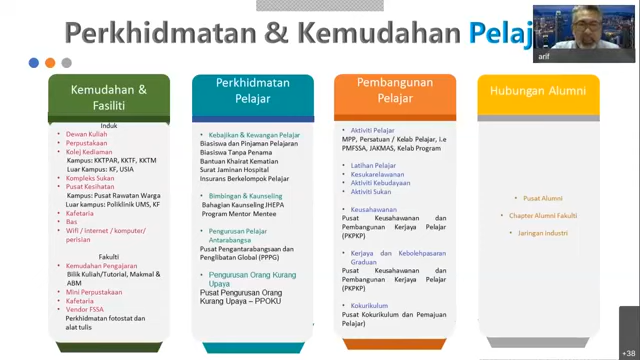 Perkhidmatan & Kemudahan Pelaj
arif
Kemudahan &
Fasiliti
Induk
Dewan Kuliah
Perpustakaan
Kolej Kediaman
Kampus: KKTPAR, KKTF, KKTM
Luar Kampus: KF, USIA
Kompleks Sukan
Pusat Kesihatan
Kampus: Pusat Rawatan Warga
Luar kampus: Poliklinik UMS, KF
Kafetaria
Bas
Wifi / Internet / komputer/
perisian
Fakulti
Kemudahan Pengajaran
Bilik Kuliah/Tutorial, Makmal &
ABM
Mini Perpustakaan
Kafetaria
Vendor FSSA
Perkhidmatan fotostat dan
alat tulis
Perkhidmatan
Pelajar
Kebajikan & Kewangan Pelajar
Biasiswa dan Pinjaman Pelajaran
Biasiswa Tanpa Penama
Bantuan Khairat Kematian
Surat Jaminan Hospital
Insurans Berkelompok Pelajar
Bimbingan & Kaunseling
Bahagian Kaunseling JHEPA
Program Mentor Mentee
Pengurusan Pelajar
Antarabangsa
Pusat Pengantarabangsaan dan
Penglibatan Global (PPPG)
Pengurusan Orang Kurang
Upaya
Pusat Pengurusan Orang
Kurang Upaya – PPOKU
Pembangunan
Pelajar
Aktiviti Pelajar
MPP, Persatuan / Kelab Pelajar, I.e
PMFSSA, JAKMAS, Kelab Program
Latihan Pelajar
Kesukarelawanan
Aktiviti Kebudayaan
Aktiviti Sukan
Keusahawanan
Pusat Keusahawanan dan
Pembangunan Kerjaya Pelajar
(PKPKP)
Kerjaya dan Kebolehpasaran
Graduan
Pusat Keusahawanan dan
Pembangunan Kerjaya Pelajar
(PKPKP)
Kokurikulum
Pusat Kokurikulum dan Pemajuan
Pelajar)
Hubungan Alumni
Pusat Alumni
Chapter Alumni Fakulti
Jaringan Industri
+38